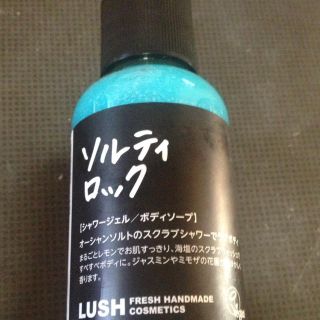 ソルティ
ロック
[シャワージェル/ボディソープ]
オーシャンソルトのスクラブシャワーで
まるごとレモンでお肌すっきり、海塩のスクラブ
すべすべボディに。ジャスミンやミモザの花
香ります。
LUSH
FRESH HANDMADE
COSMETICS